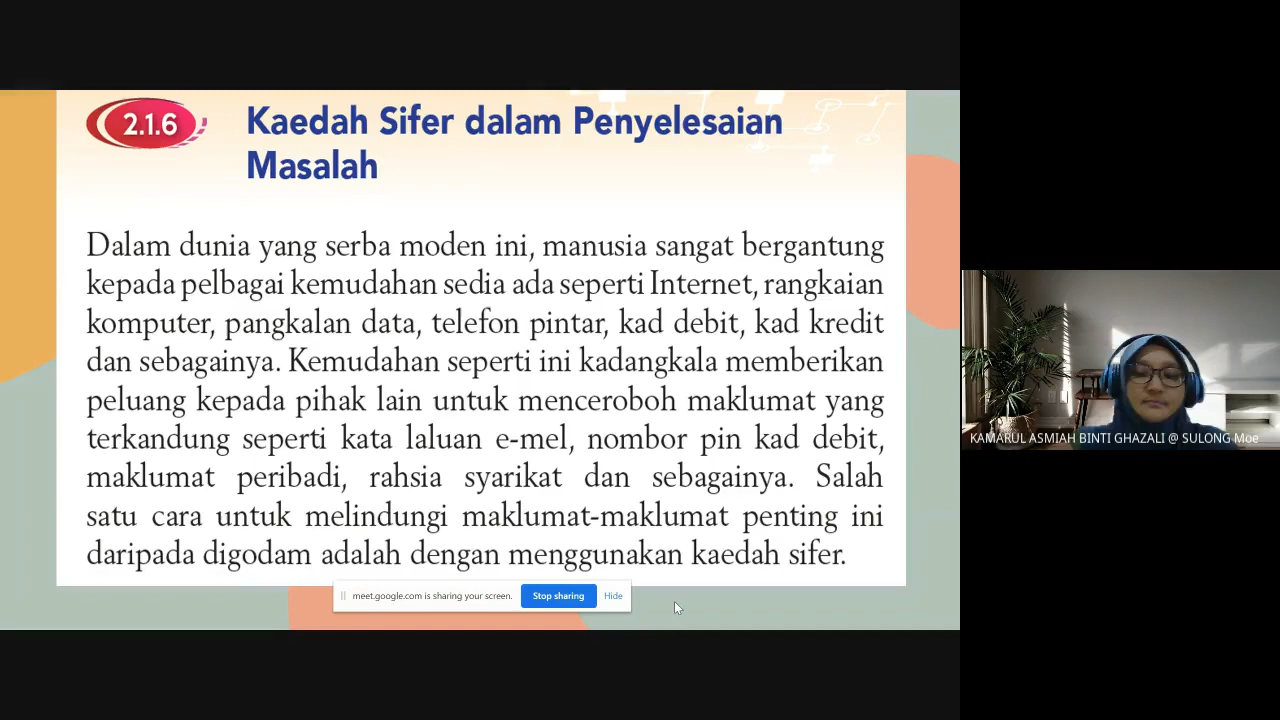 2.1.6
Kaedah Sifer dalam Penyelesaian
Masalah
Dalam dunia yang serba moden ini, manusia sangat bergantung
kepada pelbagai kemudahan sedia ada seperti Internet, rangkaian
komputer, pangkalan data, telefon pintar, kad debit, kad kredit
dan sebagainya. Kemudahan seperti ini kadangkala memberikan
peluang kepada pihak lain untuk menceroboh maklumat yang
terkandung seperti kata laluan e-mel, nombor pin kad debit,
maklumat peribadi, rahsia syarikat dan sebagainya. Salah
satu cara untuk melindungi maklumat-maklumat penting ini
daripada digodam adalah dengan menggunakan kaedah sifer.
meet.google.com is sharing your screen. Stop sharing Hide
KAMARUL ASMIAH BINTI GHAZALI @ SULONG Moe